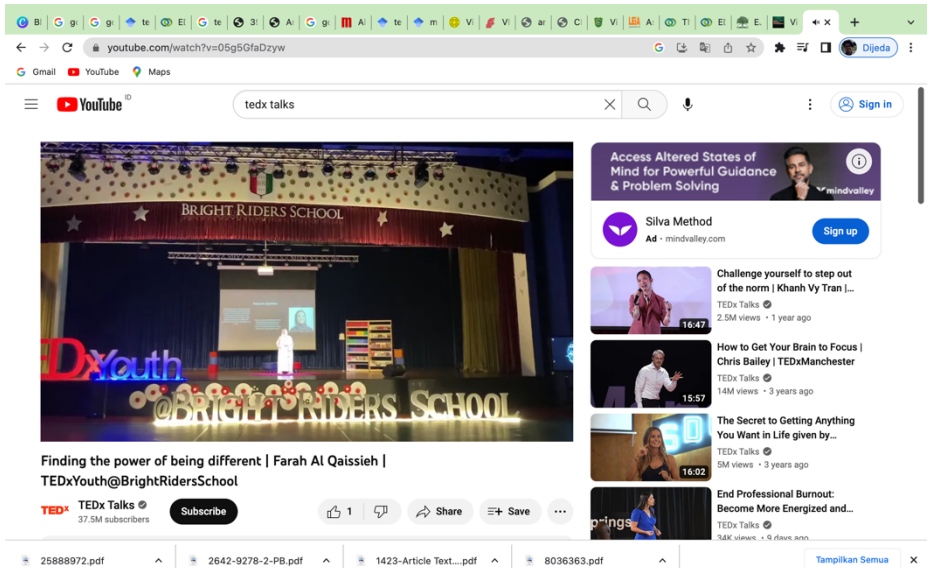 youtube.com/watch?v=05g5GfaDzyw
Dijeda
Gmail YouTube Maps
YouTube ID
tedx talks
Sign in
BRIGHT RIDERS SCHOOL
DxYouth
@BRIGHT RIDERS SCHOOL
Finding the power of being different | Farah Al Qaissieh |
TEDxYouth@BrightRidersSchool
TEDx
TEDx Talks
37.5M subscribers
Subscribe
1
Share
Save
Access Altered States of
Mind for Powerful Guidance
& Problem Solving
mindvalley
Silva Method
Ad · mindvalley.com
Sign up
Challenge yourself to step out
of the norm | Khanh Vy Tran |...
TEDx Talks
2.5M views • 1 year ago
16:47
How to Get Your Brain to Focus |
Chris Bailey | TEDxManchester
TEDx Talks
14M views • 3 years ago
15:57
The Secret to Getting Anything
You Want in Life given by...
TEDx Talks
5M views • 3 years ago
16:02
End Professional Burnout:
Become More Energized and...
TEDx Talks
34K views • 9 days ago
25888972.pdf
2642-9278-2-PB.pdf
1423-Article Text....pdf
8036363.pdf
Tampilkan Semua